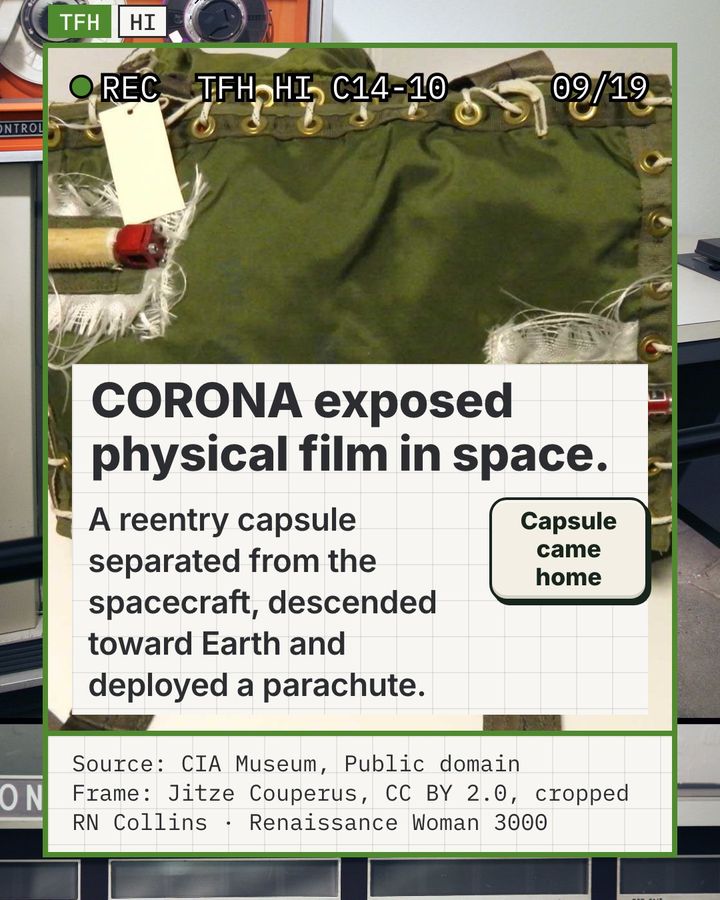 TFH HI
REC TFH HI C14-10 09/19
CORONA exposed
physical film in space.
A reentry capsule
separated from the
spacecraft, descended
toward Earth and
deployed a parachute.
Capsule
came
home
Source: CIA Museum, Public domain
Frame: Jitze Couperus, CC BY 2.0, cropped
RN Collins · Renaissance Woman 3000